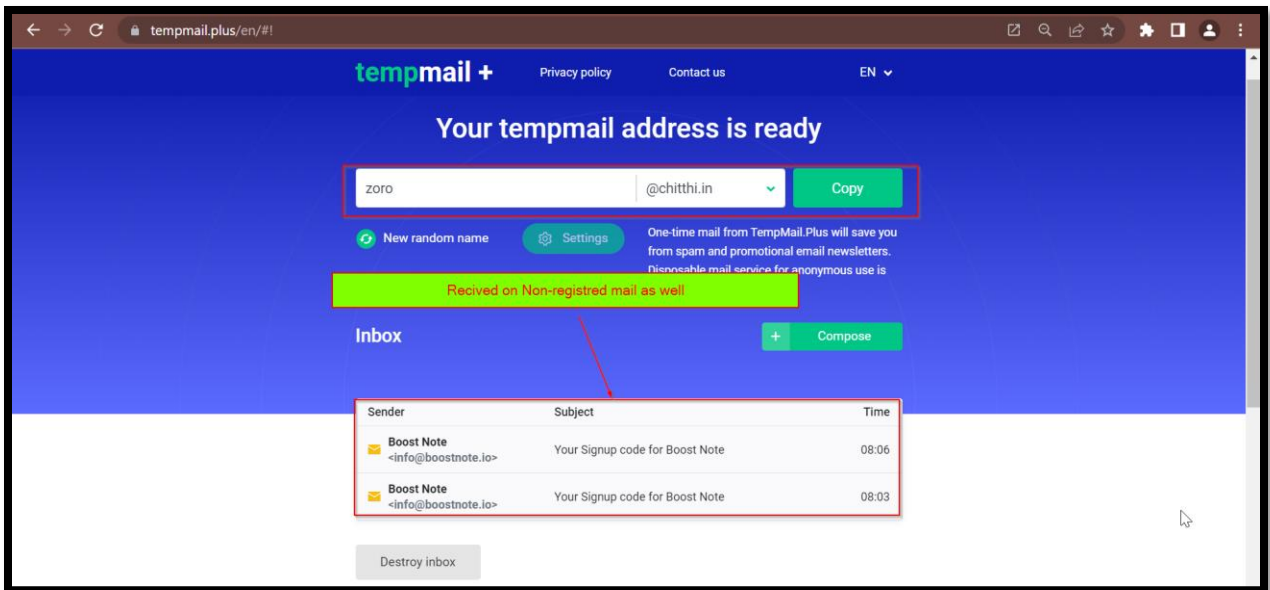 tempmail.plus/en/#!
tempmail + Privacy policy Contact us EN
Your tempmail address is ready
zoro @chitthi.in Copy
New random name Settings
One-time mail from TempMail.Plus will save you
from spam and promotional email newsletters.
Disposable mail service for anonymous use is
Recived on Non-registred mail as well
Inbox + Compose
Sender Subject Time
Boost Note
<info@boostnote.io> Your Signup code for Boost Note 08:06
Boost Note
<info@boostnote.io> Your Signup code for Boost Note 08:03
Destroy inbox